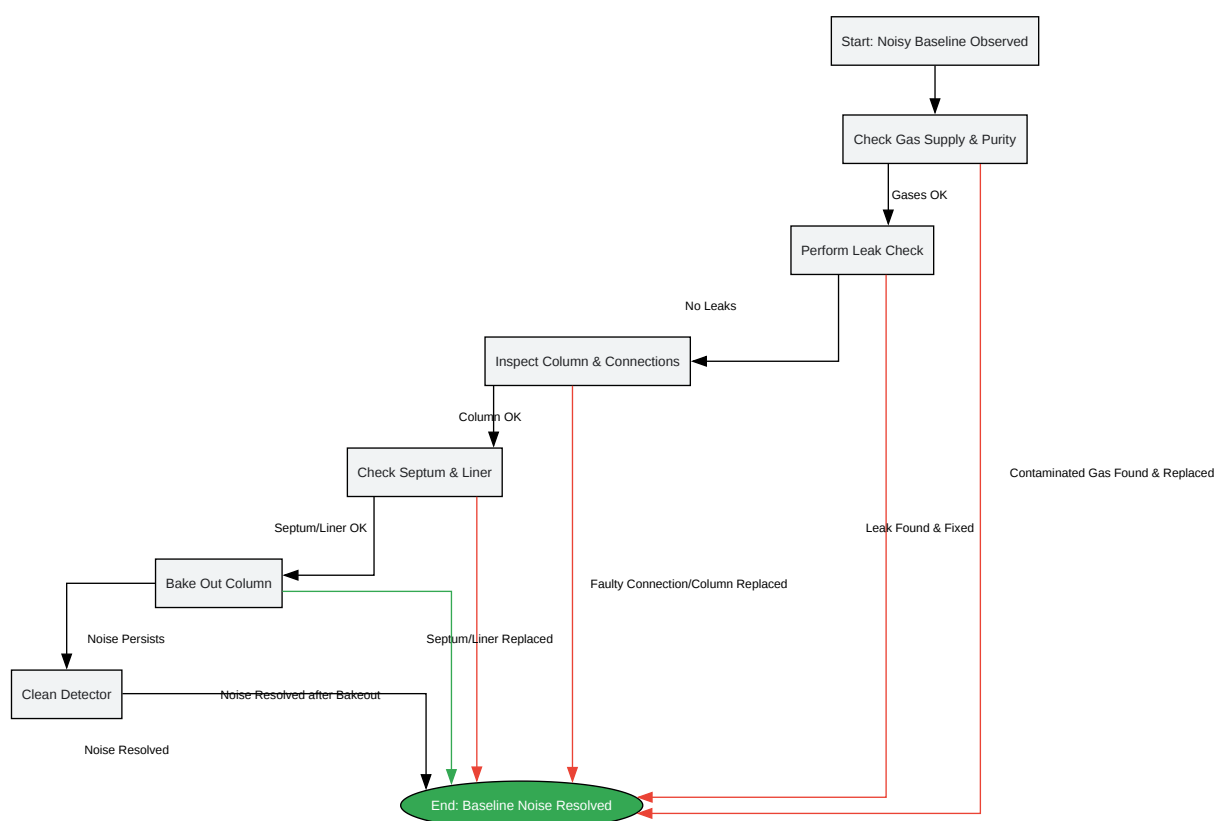 Start: Noisy Baseline Observed
Check Gas Supply & Purity
Gases OK
Perform Leak Check
No Leaks
Inspect Column & Connections
Column OK
Check Septum & Liner
Contaminated Gas Found & Replaced
Septum/Liner OK
Leak Found & Fixed
Bake Out Column
Faulty Connection/Column Replaced
Noise Persists
Septum/Liner Replaced
Clean Detector
Noise Resolved after Bakeout
Noise Resolved
End: Baseline Noise Resolved